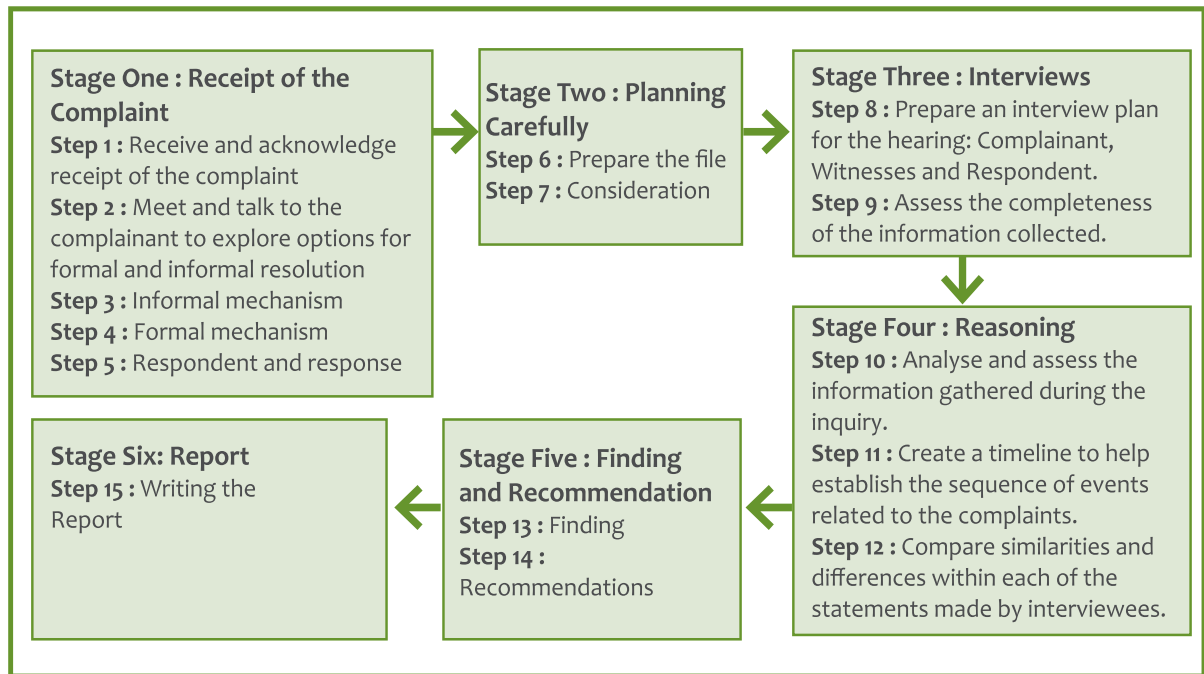 Stage One : Receipt of the
Complaint
Step 1 : Receive and acknowledge
receipt of the complaint
Step 2 : Meet and talk to the
complainant to explore options for
formal and informal resolution
Step 3 : Informal mechanism
Step 4 : Formal mechanism
Step 5 : Respondent and response
Stage Two : Planning
Carefully
Step 6 : Prepare the file
Step 7 : Consideration
Stage Three : Interviews
Step 8 : Prepare an interview plan
for the hearing: Complainant,
Witnesses and Respondent.
Step 9 : Assess the completeness
of the information collected.
Stage Four : Reasoning
Step 10 : Analyse and assess the
information gathered during the
inquiry.
Step 11 : Create a timeline to help
establish the sequence of events
related to the complaints.
Step 12 : Compare similarities and
differences within each of the
statements made by interviewees.
Stage Five : Finding
and Recommendation
Step 13 : Finding
Step 14 :
Recommendations
Stage Six: Report
Step 15 : Writing the
Report